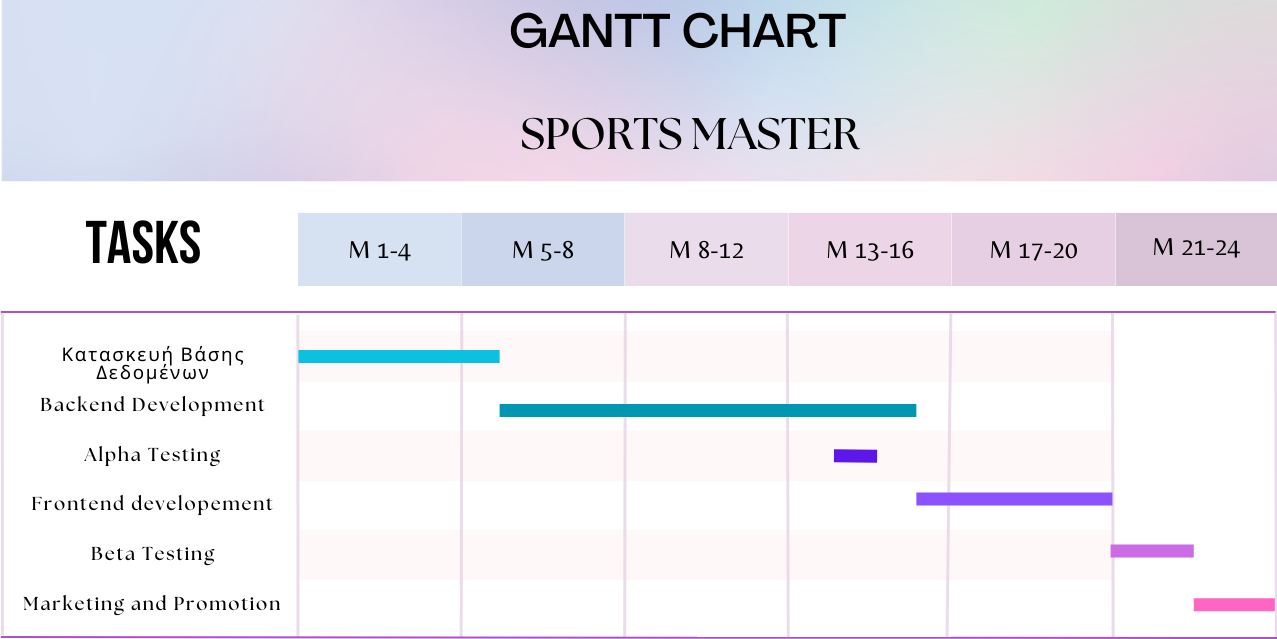 GANTT CHART
SPORTS MASTER
TASKS
M 1-4
M 5-8
M 8-12
M 13-16
M 17-20
M 21-24
Κατασκευή Βάσης
Δεδομένων
Backend Development
Alpha Testing
Frontend developement
Beta Testing
Marketing and Promotion